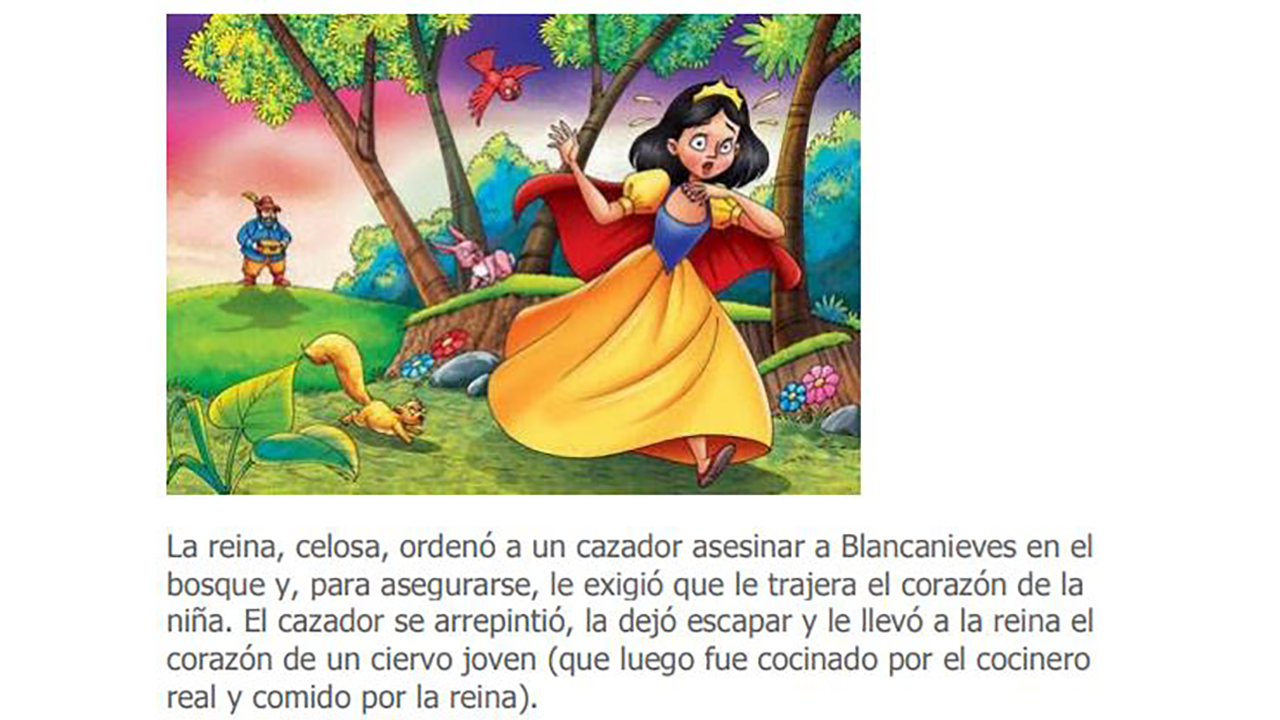 La reina, celosa, ordenó a un cazador asesinar a Blancanieves en el
bosque y, para asegurarse, le exigió que le trajera el corazón de la
niña. El cazador se arrepintió, la dejó escapar y le llevó a la reina el
corazón de un ciervo joven (que luego fue cocinado por el cocinero
real y comido por la reina).